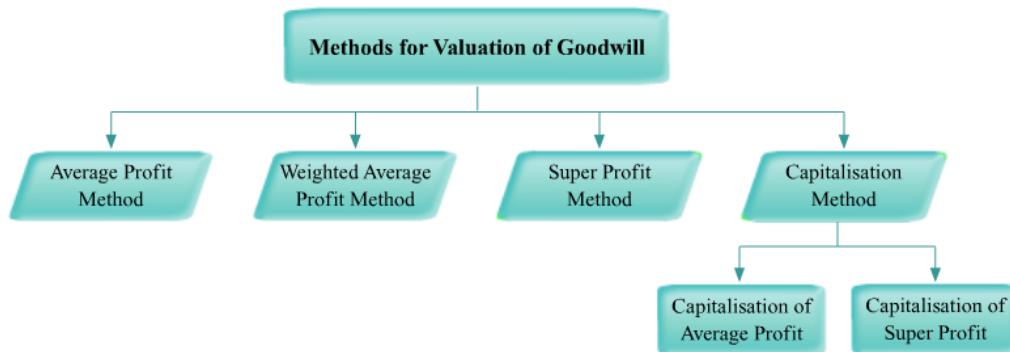 Methods for Valuation of Goodwill
Average Profit
Method
Weighted Average
Profit Method
Super Profit
Method
Capitalisation
Method
Capitalisation of
Average Profit
Capitalisation of
Super Profit